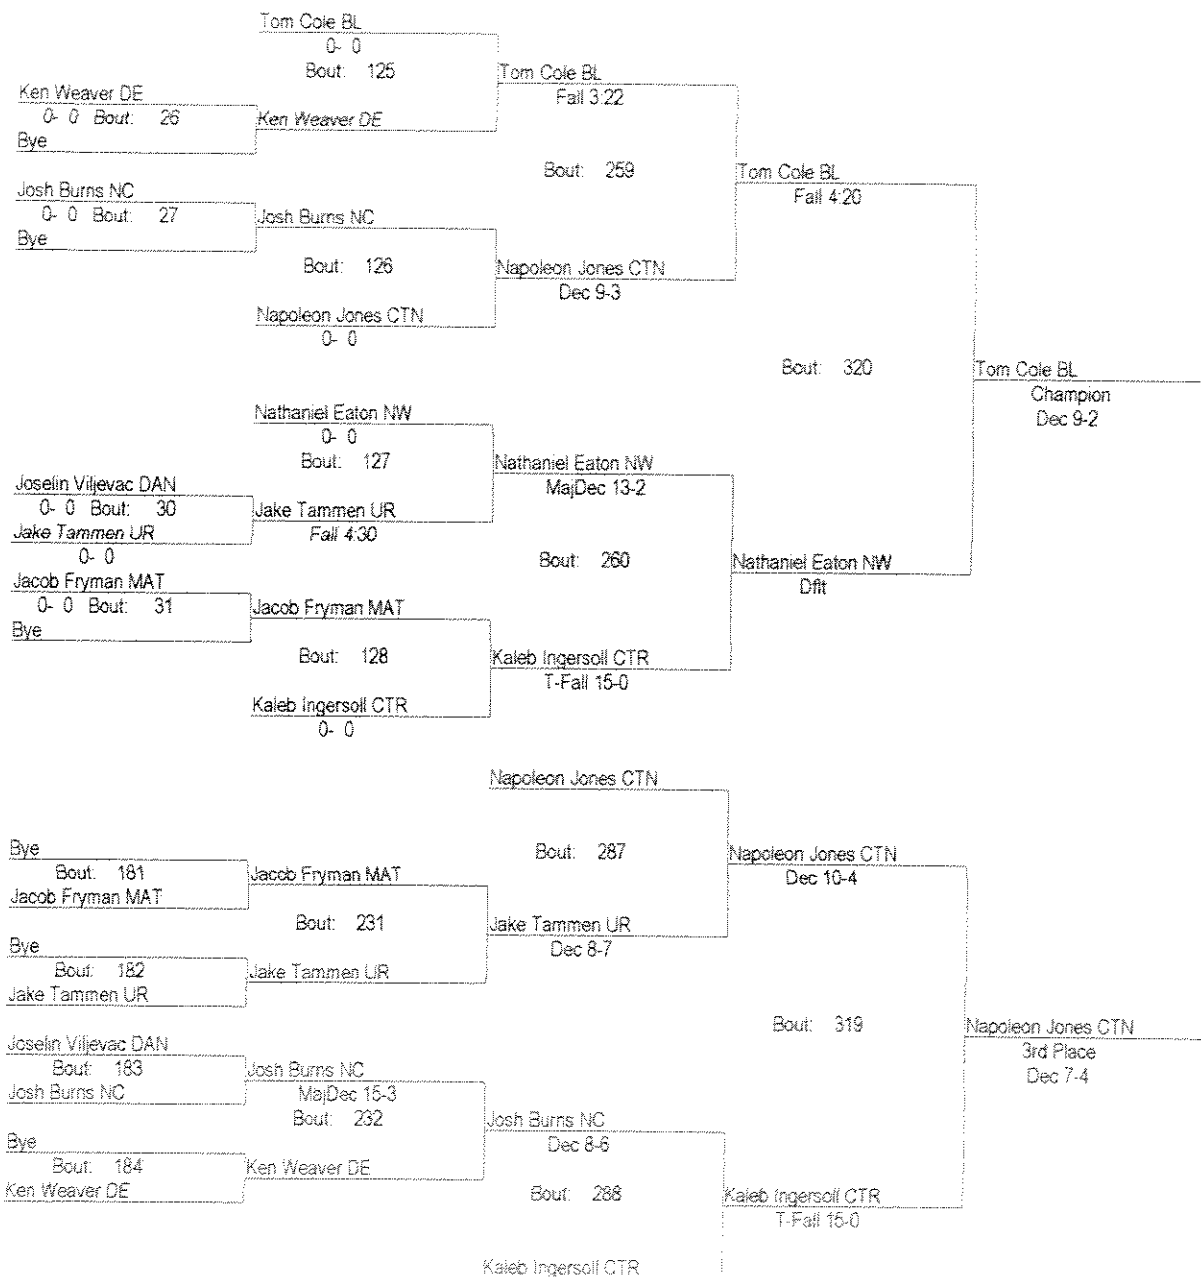 Tom Cole BL
0- 0
Bout: 125
Tom Cole BL
Fall 3:22
Ken Weaver DE
0- 0 Bout: 26
Ken Weaver DE
Bye
Bout: 259
Tom Cole BL
Fall 4:20
Josh Burns NC
0- 0 Bout: 27
Josh Burns NC
Bye
Bout: 126
Napoleon Jones CTN
Dec 9-3
Napoleon Jones CTN
0- 0
Bout: 320
Tom Cole BL
Champion
Dec 9-2
Nathaniel Eaton NW
0- 0
Bout: 127
Nathaniel Eaton NW
MajDec 13-2
Joselin Viljevac DAN
0- 0 Bout: 30
Jake Tammen UR
Fall 4:30
Jake Tammen UR
0- 0
Bout: 260
Nathaniel Eaton NW
Dflt
Jacob Fryman MAT
0- 0 Bout: 31
Jacob Fryman MAT
Bye
Bout: 128
Kaleb Ingersoll CTR
T-Fall 15-0
Kaleb Ingersoll CTR
0- 0
Napoleon Jones CTN
Bye
Bout: 181
Jacob Fryman MAT
Jacob Fryman MAT
Bout: 287
Napoleon Jones CTN
Dec 10-4
Bout: 231
Jake Tammen UR
Dec 8-7
Bye
Bout: 182
Jake Tammen UR
Jake Tammen UR
Bout: 319
Napoleon Jones CTN
3rd Place
Dec 7-4
Joselin Viljevac DAN
Bout: 183
Josh Burns NC
Josh Burns NC
MajDec 15-3
Bout: 232
Josh Burns NC
Dec 8-6
Bye
Bout: 184
Ken Weaver DE
Ken Weaver DE
Bout: 288
Kaleb Ingersoll CTR
T-Fall 15-0
Kaleb Ingersoll CTR